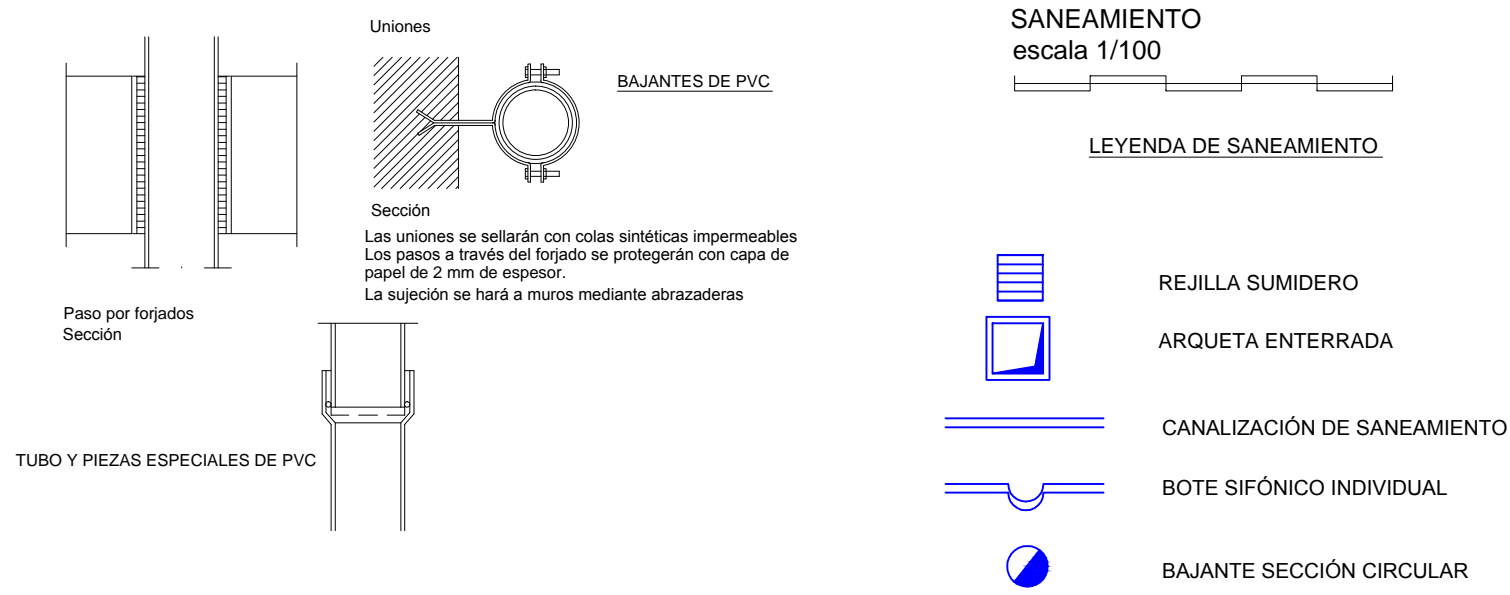 Uniones
BAJANTES DE PVC
Sección
Las uniones se sellarán con colas sintéticas impermeables
Los pasos a través del forjado se protegerán con capa de
papel de 2 mm de espesor.
La sujeción se hará a muros mediante abrazaderas
Paso por forjados
Sección
TUBO Y PIEZAS ESPECIALES DE PVC
SANEAMIENTO
escala 1/100
LEYENDA DE SANEAMIENTO
REJILLA SUMIDERO
ARQUETA ENTERRADA
CANALIZACIÓN DE SANEAMIENTO
BOTE SIFÓNICO INDIVIDUAL
BAJANTE SECCIÓN CIRCULAR